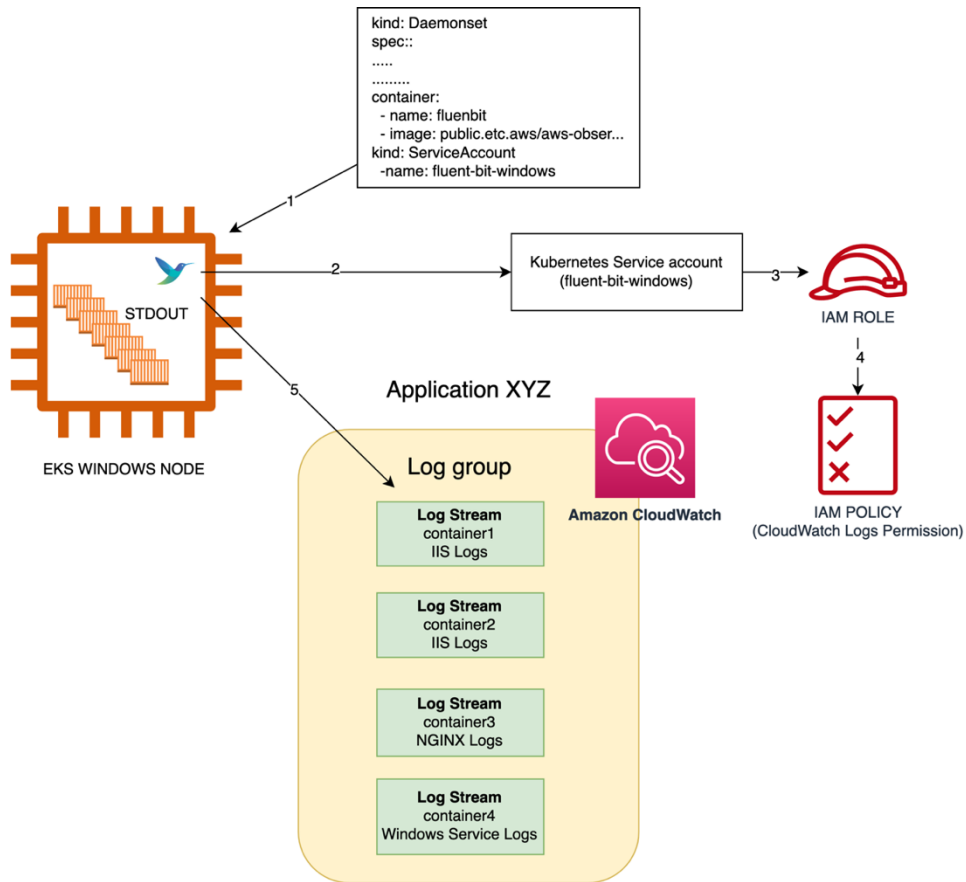 kind: Daemonset
spec::
.....
.........
container:
- name: fluenbit
- image: public.etc.aws/aws-obser...
kind: ServiceAccount
-name: fluent-bit-windows
1
2
Kubernetes Service account
(fluent-bit-windows)
3
IAM ROLE
STDOUT
4
5
EKS WINDOWS NODE
Application XYZ
Log group
Amazon CloudWatch
IAM POLICY
(CloudWatch Logs Permission)
Log Stream
container1
IIS Logs
Log Stream
container2
IIS Logs
Log Stream
container3
NGINX Logs
Log Stream
container4
Windows Service Logs